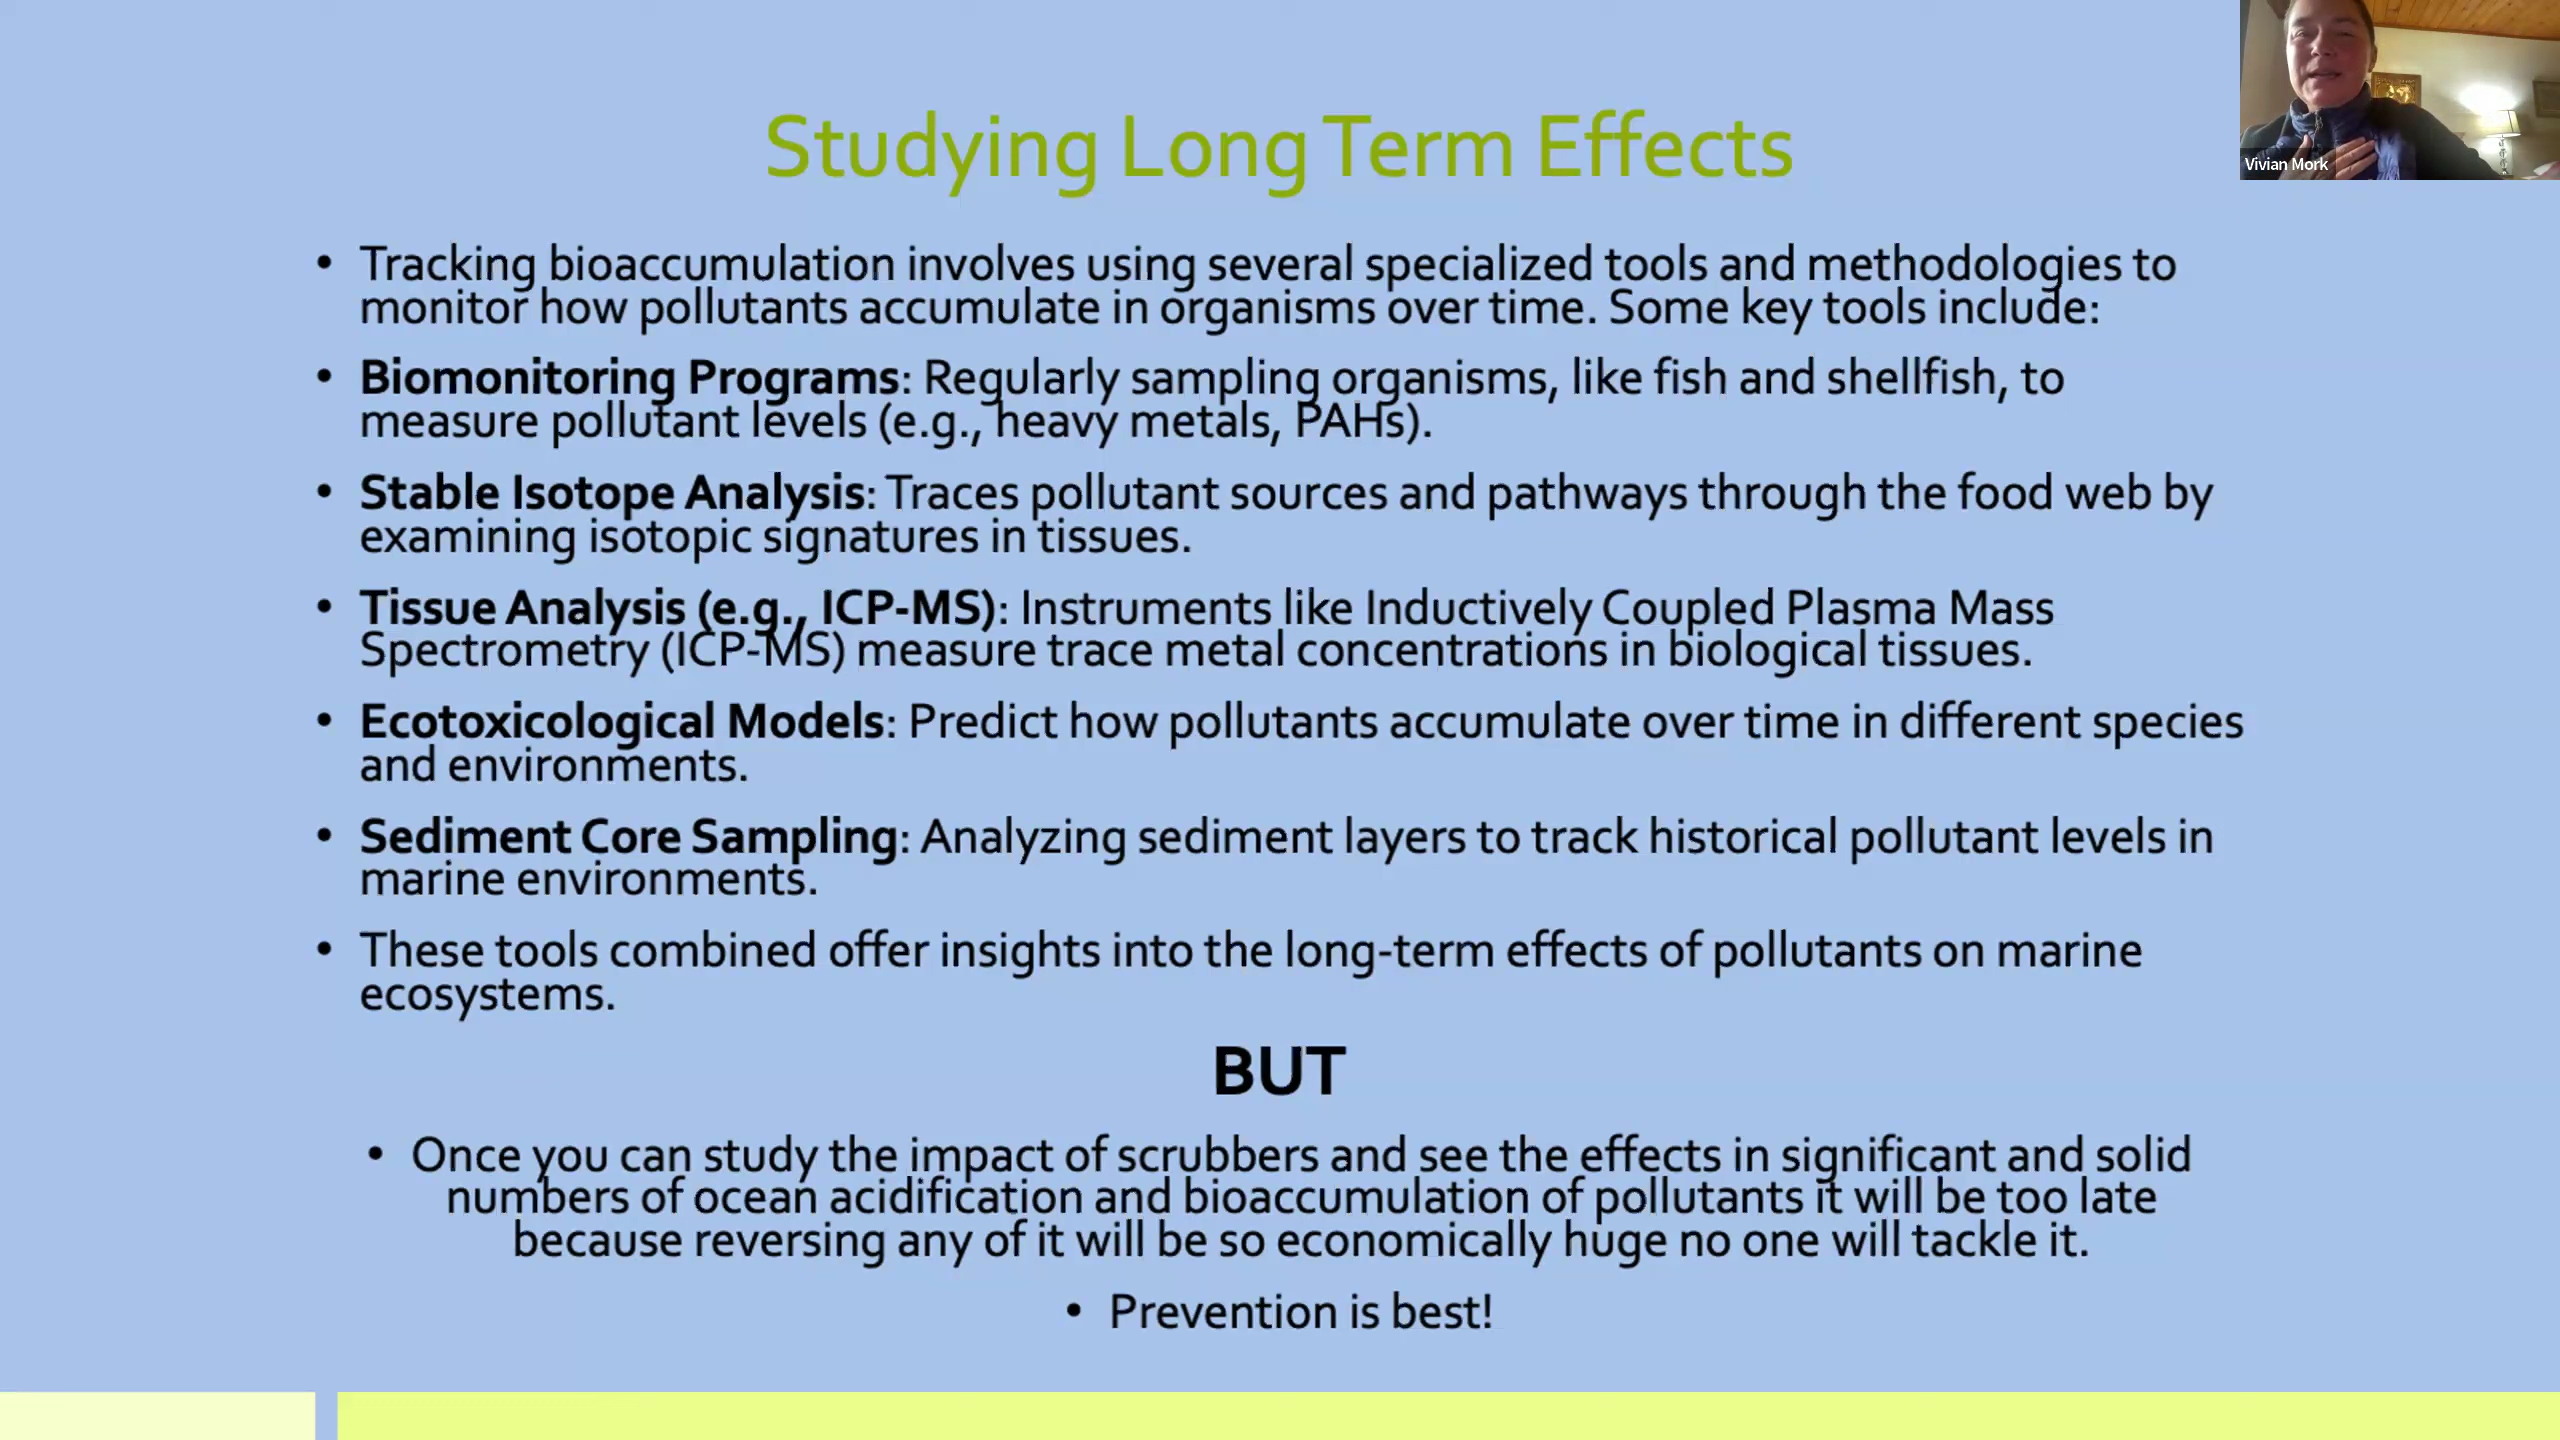 Studying Long Term Effects
Vivian Mork
• Tracking bioaccumulation involves using several specialized tools and methodologies to
monitor how pollutants accumulate in organisms over time. Some key tools include:
• Biomonitoring Programs: Regularly sampling organisms, like fish and shellfish, to
measure pollutant levels (e.g., heavy metals, PAHs).
• Stable Isotope Analysis: Traces pollutant sources and pathways through the food web by
examining isotopic signatures in tissues.
• Tissue Analysis (e.g., ICP-MS): Instruments like Inductively Coupled Plasma Mass
Spectrometry (ICP-MS) measure trace metal concentrations in biological tissues.
• Ecotoxicological Models: Predict how pollutants accumulate over time in different species
and environments.
• Sediment Core Sampling: Analyzing sediment layers to track historical pollutant levels in
marine environments.
• These tools combined offer insights into the long-term effects of pollutants on marine
ecosystems.
BUT
• Once you can study the impact of scrubbers and see the effects in significant and solid
numbers of ocean acidification and bioaccumulation of pollutants it will be too late
because reversing any of it will be so economically huge no one will tackle it.
• Prevention is best!